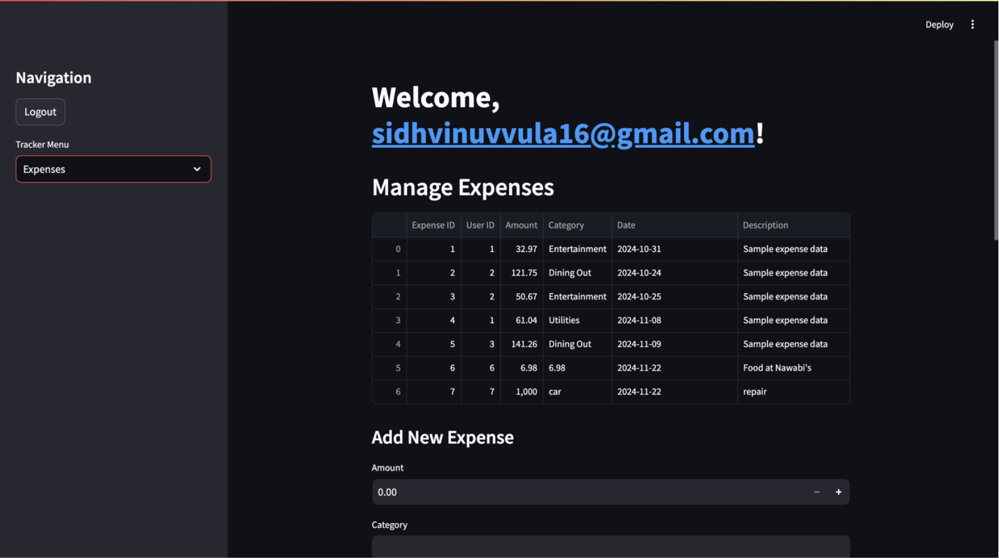 Deploy
Navigation
Logout
Tracker Menu
Expenses
Welcome,
sidhvinuvvula16@gmail.com!
Manage Expenses
Expense ID User ID Amount Category Date Description
0 1 1 32.97 Entertainment 2024-10-31 Sample expense data
1 2 2 121.75 Dining Out 2024-10-24 Sample expense data
2 3 2 50.67 Entertainment 2024-10-25 Sample expense data
3 4 1 61.04 Utilities 2024-11-08 Sample expense data
4 5 3 141.26 Dining Out 2024-11-09 Sample expense data
5 6 6 6.98 6.98 2024-11-22 Food at Nawabi's
6 7 7 1,000 car 2024-11-22 repair
Add New Expense
Amount
0.00
Category